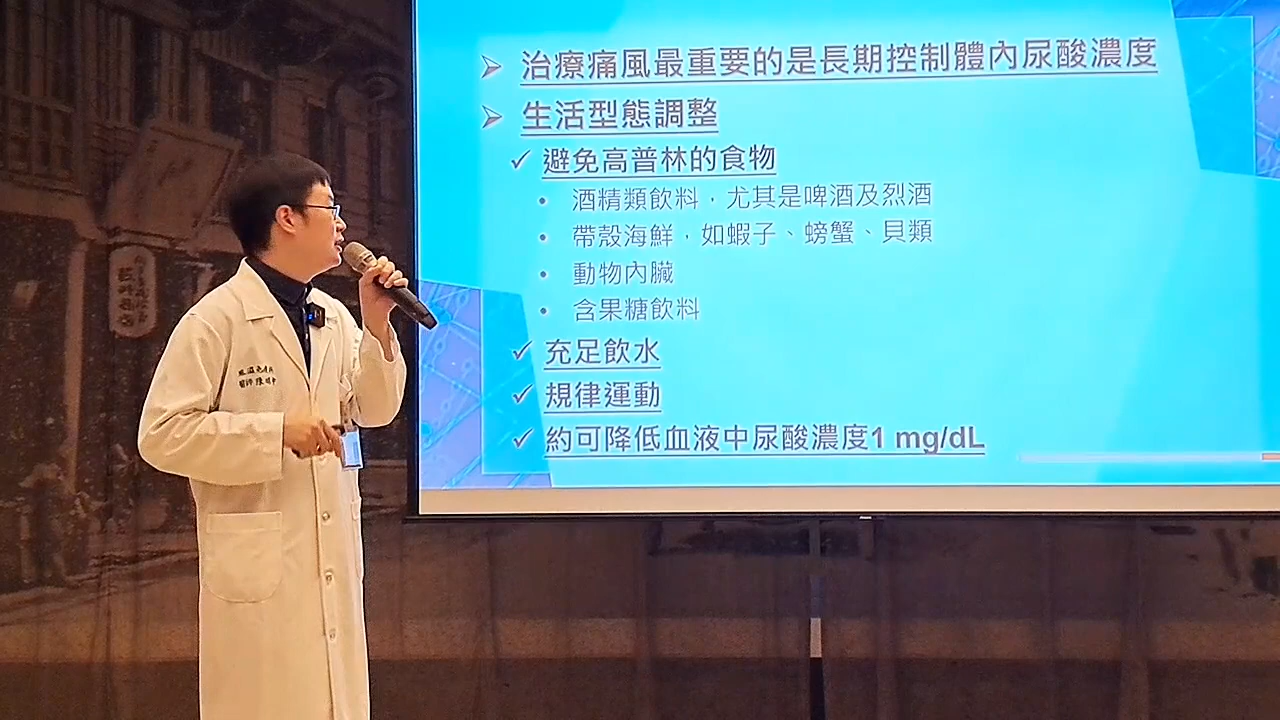 ➢ 治療痛風最重要的是長期控制體內尿酸濃度
➢ 生活型態調整
✓ 避免高普林的食物
• 酒精類飲料，尤其是啤酒及烈酒
• 帶殼海鮮，如蝦子、螃蟹、貝類
• 動物內臟
• 含果糖飲料
✓ 充足飲水
✓ 規律運動
✓ 約可降低血液中尿酸濃度1 mg/dL
醫師 陳